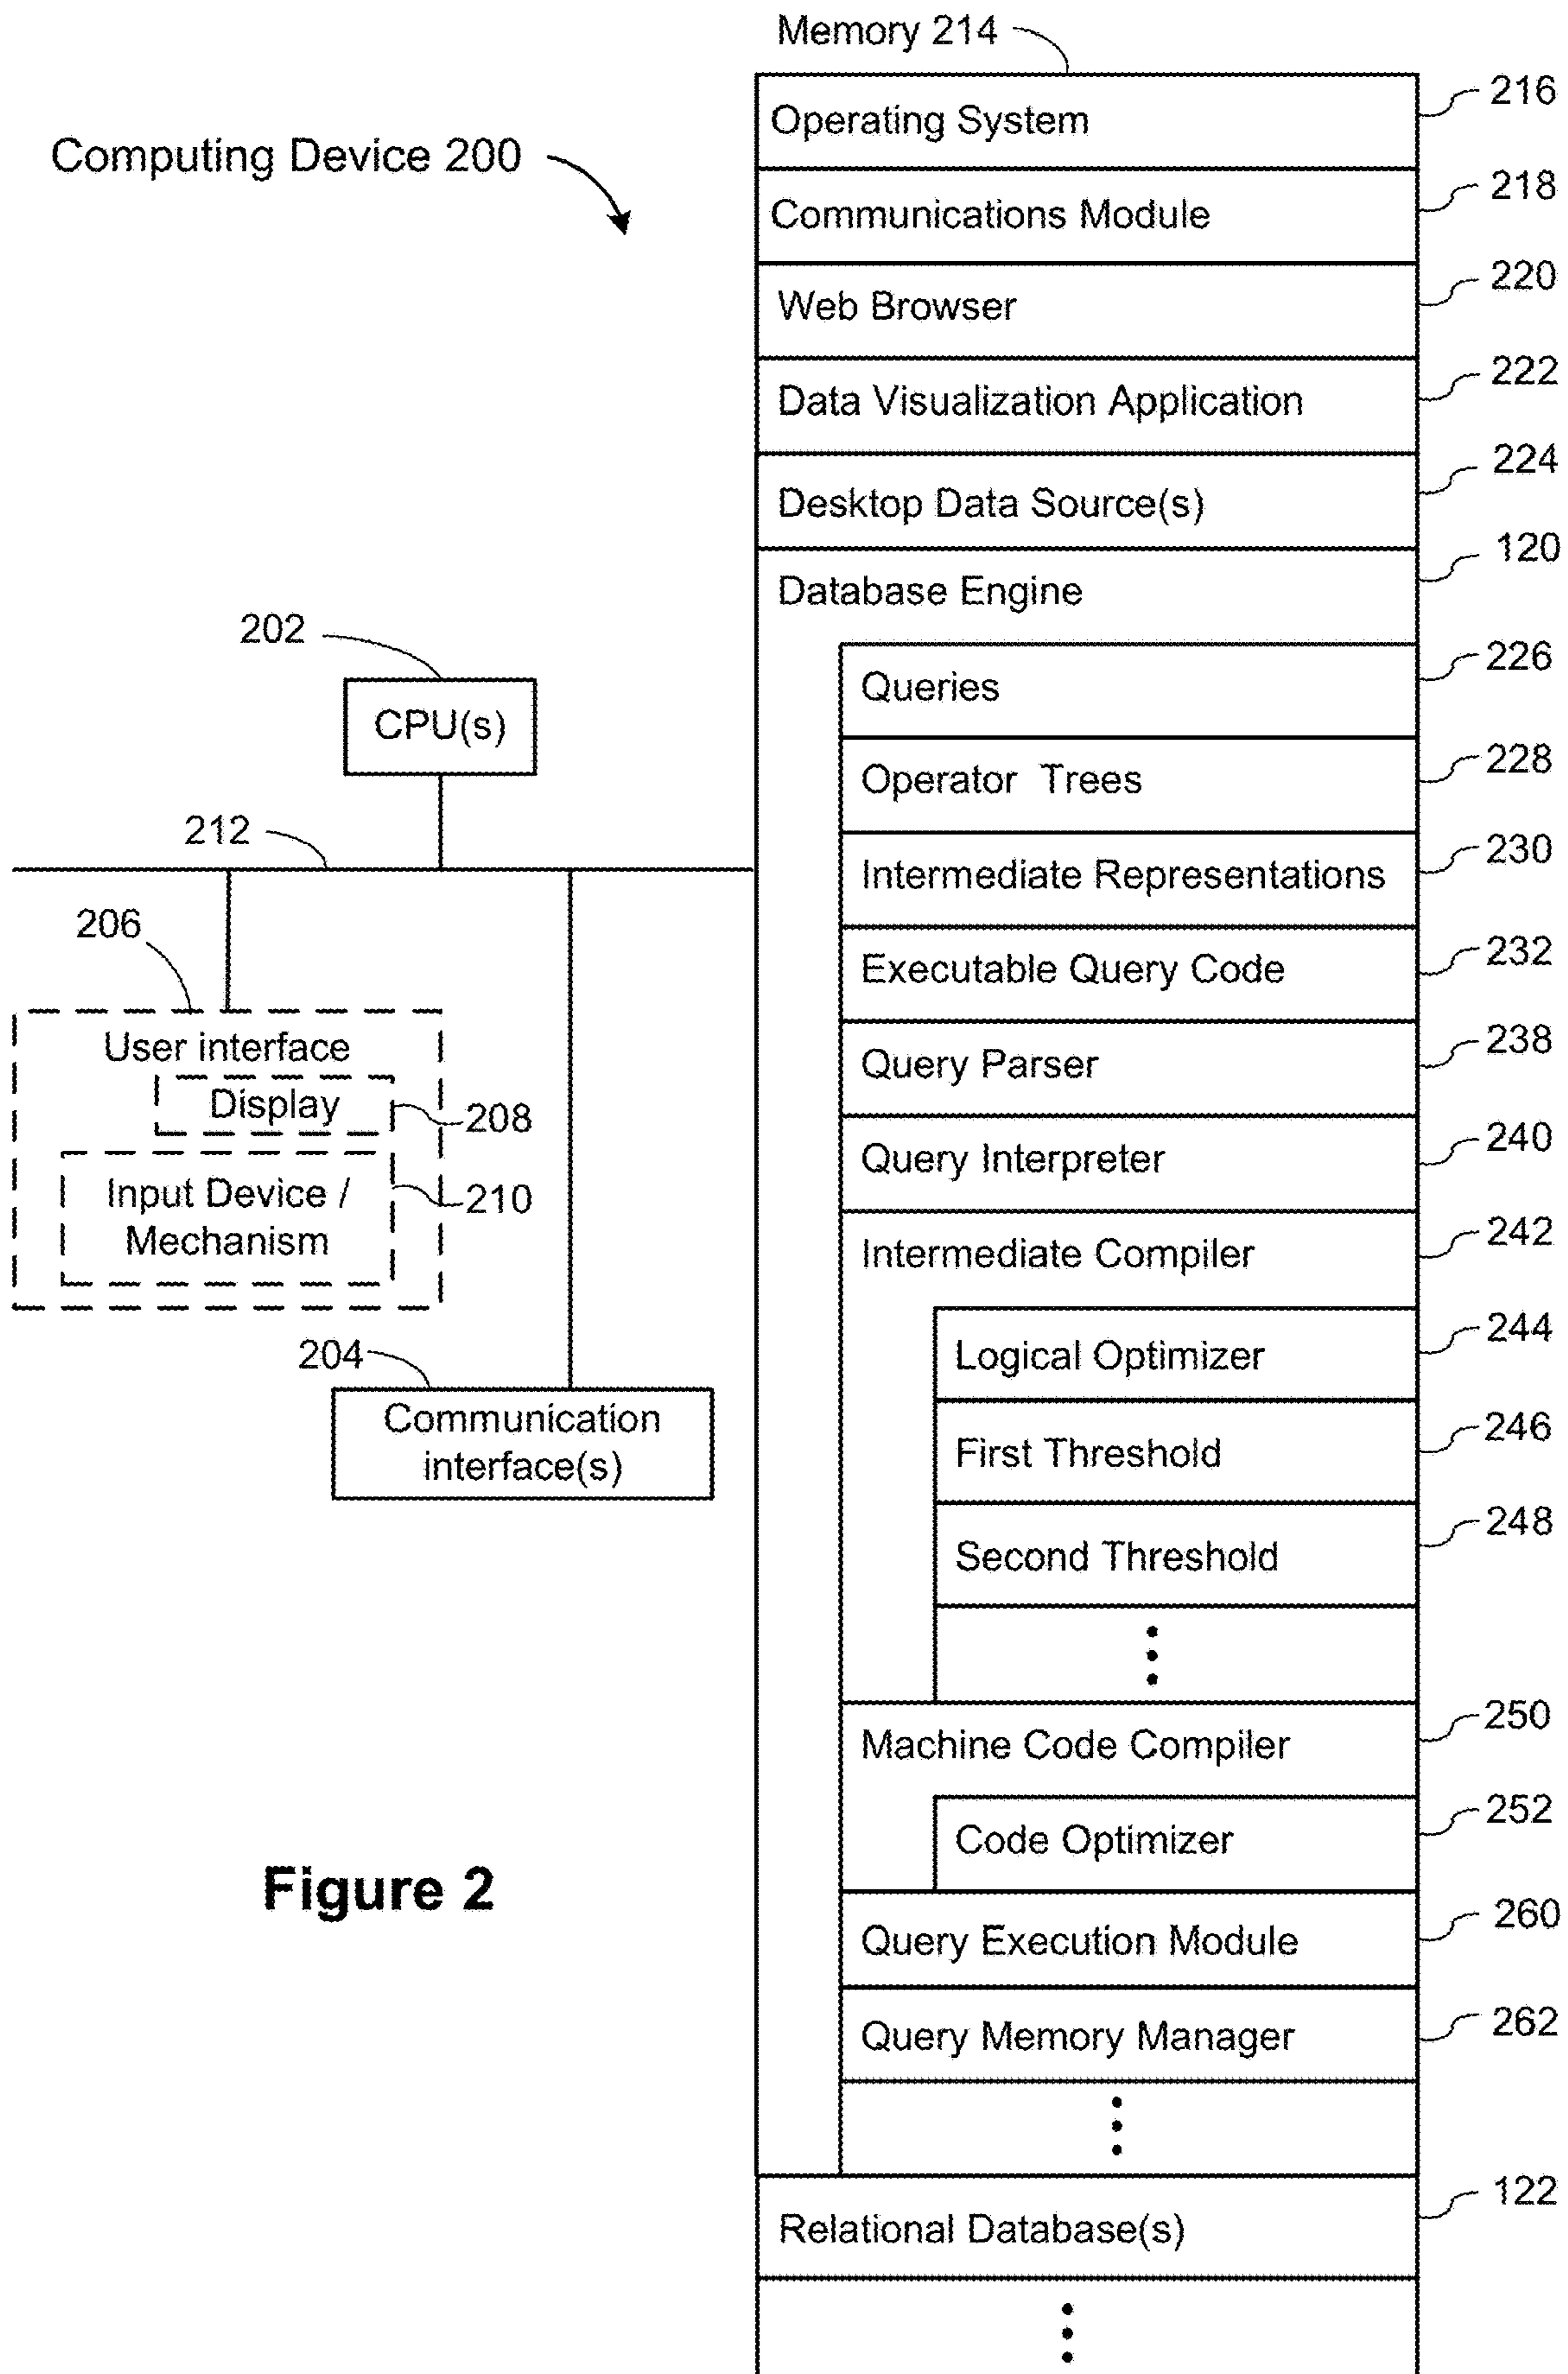 Memory 214
Computing Device 200
Operating System 216
Communications Module 218
Web Browser 220
Data Visualization Application 222
Desktop Data Source(s) 224
Database Engine 120
Queries 226
Operator Trees 228
Intermediate Representations 230
Executable Query Code 232
Query Parser 238
Query Interpreter 240
Intermediate Compiler 242
Logical Optimizer 244
First Threshold 246
Second Threshold 248
Machine Code Compiler 250
Code Optimizer 252
Query Execution Module 260
Query Memory Manager 262
Relational Database(s) 122
202
CPU(s)
212
206
User interface
Display 208
Input Device / 210
Mechanism
204
Communication
interface(s)
Figure 2